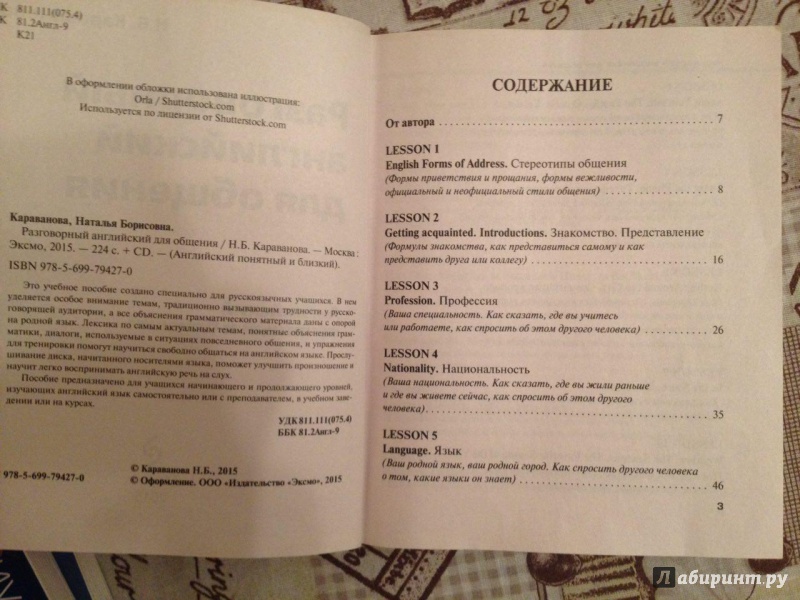 811.111(075.4)
81.2Англ-9
К21
В оформлении обложки использована иллюстрация:
Orla / Shutterstock.com
Используется по лицензии от Shutterstock.com
Караванова, Наталья Борисовна.
Разговорный английский для общения / Н.Б. Караванова. — Москва :
Эксмо, 2015. — 224 с. + CD. — (Английский понятный и близкий).
ISBN 978-5-699-79427-0
Это учебное пособие создано специально для русскоязычных учащихся. В нем
уделяется особое внимание темам, традиционно вызывающим трудности у русско-
говорящей аудитории, а все объяснения грамматического материала даны с опорой
на родной язык. Лексика по самым актуальным темам, понятные объяснения грам-
матики, диалоги, используемые в ситуациях повседневного общения, и упражнения
для тренировки помогут научиться свободно общаться на английском языке. Прослу-
шивание диска, начитанного носителями языка, поможет улучшить произношение и
научит легко воспринимать английскую речь на слух.
Пособие предназначено для учащихся начинающего и продолжающего уровней,
изучающих английский язык самостоятельно или с преподавателем, в учебном заве-
дении или на курсах.
УДК 811.111(075.4)
ББК 81.2Англ-9
978-5-699-79427-0
© Караванова Н.Б., 2015
© Оформление. ООО «Издательство «Эксмо», 2015
СОДЕРЖАНИЕ
От автора 7
LESSON 1
English Forms of Address. Стереотипы общения
(Формы приветствия и прощания, формы вежливости,
официальный и неофициальный стили общения) 8
LESSON 2
Getting acquainted. Introductions. Знакомство. Представление
(Формулы знакомства, как представиться самому и как
представить друга или коллегу) 16
LESSON 3
Profession. Профессия
(Ваша специальность. Как сказать, где вы учитесь
или работаете, как спросить об этом другого человека) 26
LESSON 4
Nationality. Национальность
(Ваша национальность. Как сказать, где вы жили раньше
и где вы живете сейчас, как спросить об этом другого
человека) 35
LESSON 5
Language. Язык
(Ваш родной язык, ваш родной город. Как спросить другого человека
о том, какие языки он знает) 46
3
white
Лабиринт.ру